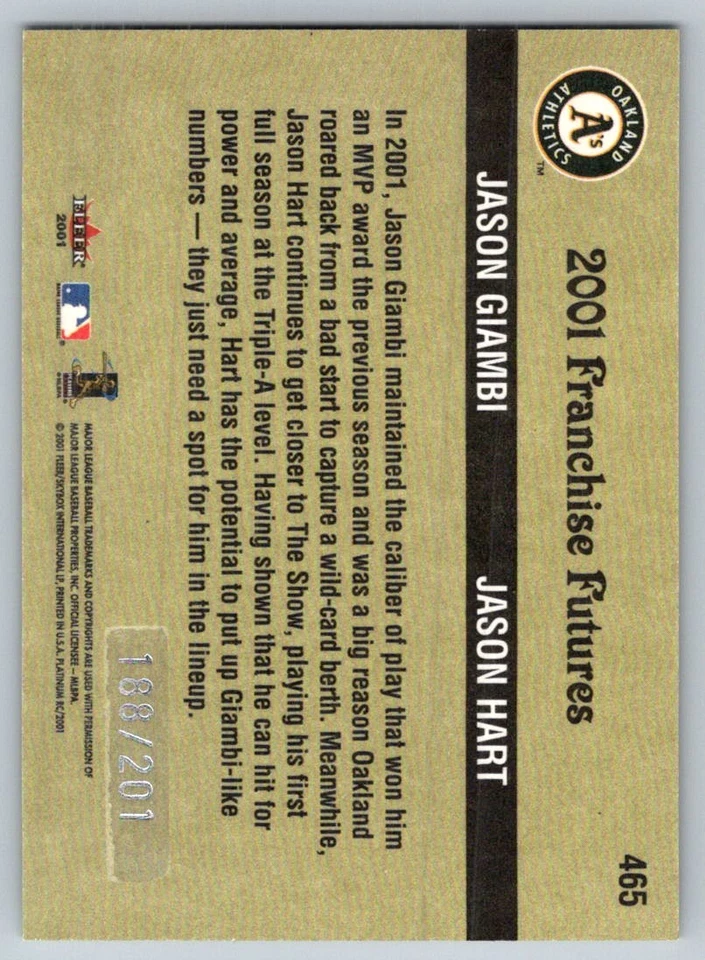 465
OAKLAND
A's
ATHLETICS
TM
2001 Franchise Futures
JASON GIAMBI JASON HART
In 2001, Jason Giambi maintained the caliber of play that won him
an MVP award the previous season and was a big reason Oakland
roared back from a bad start to capture a wild-card berth. Meanwhile,
Jason Hart continues to get closer to The Show, playing his first
full season at the Triple-A level. Having shown that he can hit for
power and average, Hart has the potential to put up Giambi-like
numbers — they just need a spot for him in the lineup.
188/201
FLEER
2001
MAJOR LEAGUE BASEBALL TRADEMARKS AND COPYRIGHTS ARE USED WITH PERMISSION OF
MAJOR LEAGUE BASEBALL PROPERTIES, INC. OFFICIAL LICENSEE – MLBPA.
© 2001 FLEER/SKYBOX INTERNATIONAL LP, PRINTED IN U.S.A. PLATINUM RC/2001